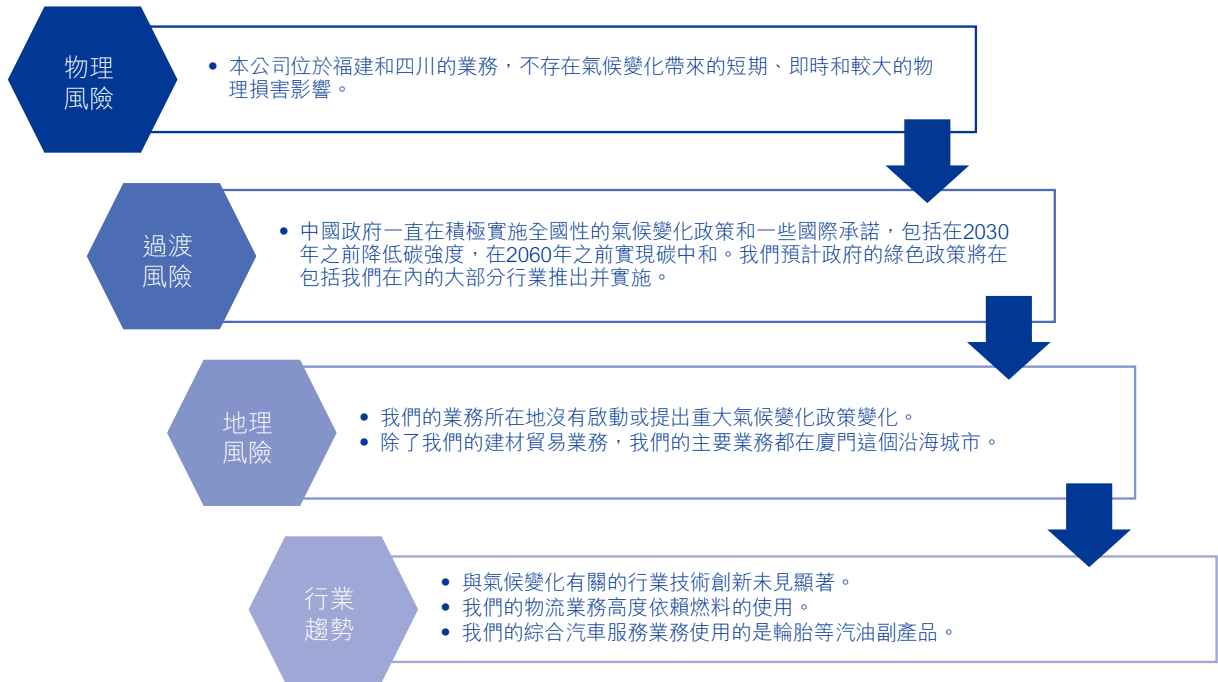 物理
風險
• 本公司位於福建和四川的業務，不存在氣候變化帶來的短期、即時和較大的物
理損害影響。
過渡
風險
• 中國政府一直在積極實施全國性的氣候變化政策和一些國際承諾，包括在2030
年之前降低碳強度，在2060年之前實現碳中和。我們預計政府的綠色政策將在
包括我們在內的大部分行業推出并實施。
地理
風險
• 我們的業務所在地沒有啟動或提出重大氣候變化政策變化。
• 除了我們的建材貿易業務，我們的主要業務都在廈門這個沿海城市。
行業
趨勢
• 與氣候變化有關的行業技術創新未見顯著。
• 我們的物流業務高度依賴燃料的使用。
• 我們的綜合汽車服務業務使用的是輪胎等汽油副產品。